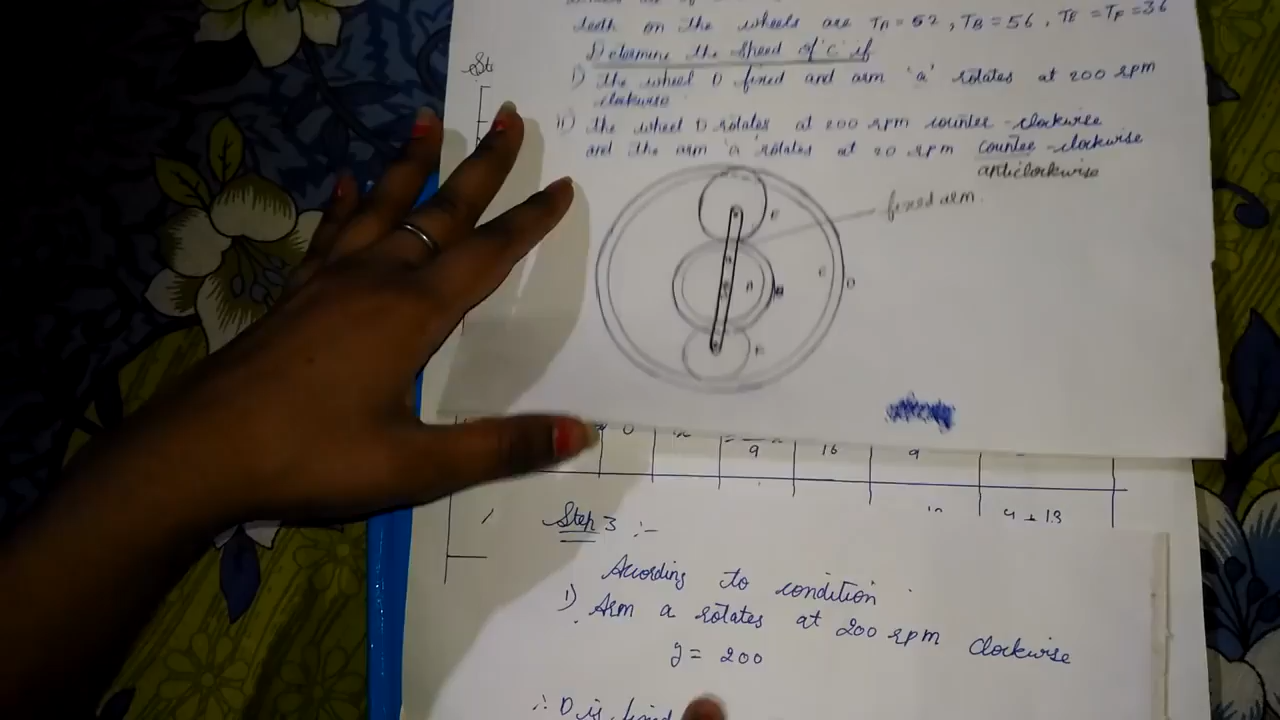 teeth on the wheels are TA = 52, TB = 56, TE = TF = 36
Determine the speed of 'c' if
i) The wheel D fixed and arm 'a' rotates at 200 rpm
clockwise
ii) The wheel D rotates at 200 rpm counter-clockwise
and the arm 'a' rotates at 20 rpm counter-clockwise
anticlockwise
fixed arm.
9 16 9
4 + 13
Step 3 :-
According to condition
1) Arm a rotates at 200 rpm clockwise
y = 200
∴ D is fixed